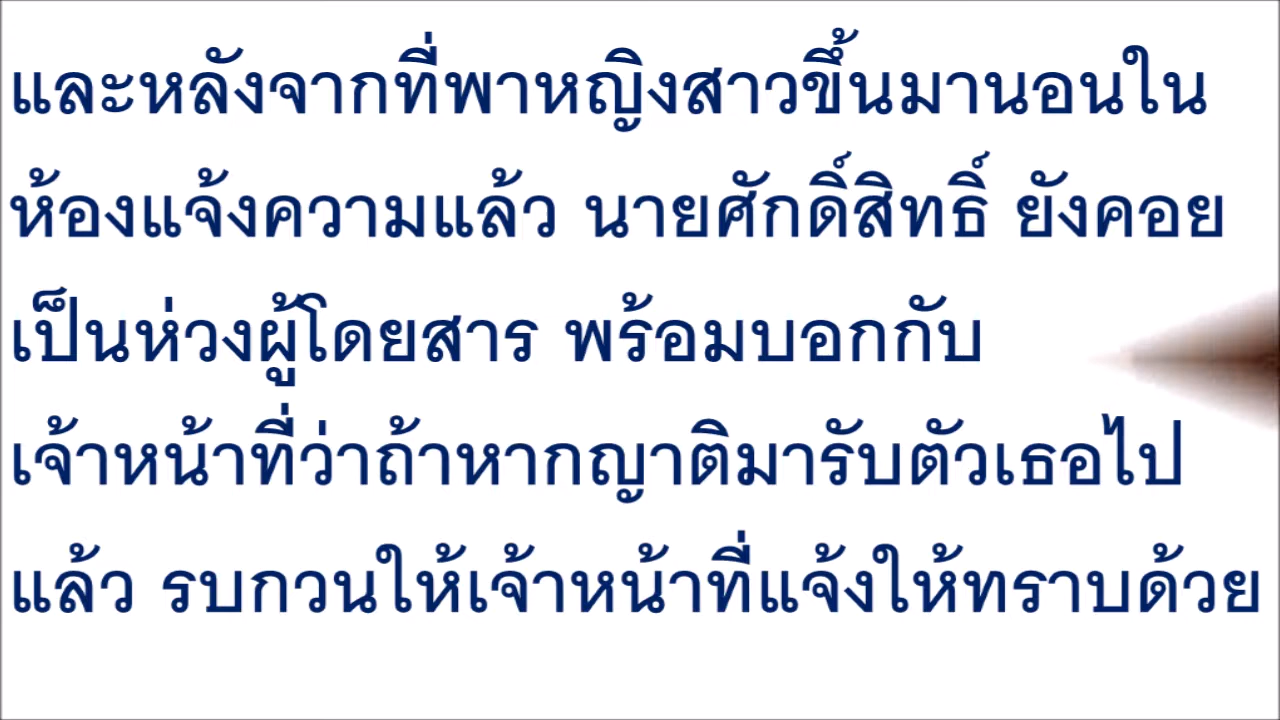 และหลังจากที่พาหญิงสาวขึ้นมานอนใน
ห้องแจ้งความแล้ว นายศักดิ์สิทธิ์ ยังคอย
เป็นห่วงผู้โดยสาร พร้อมบอกกับ
เจ้าหน้าที่ว่าถ้าหากญาติมารับตัวเธอไป
แล้ว รบกวนให้เจ้าหน้าที่แจ้งให้ทราบด้วย